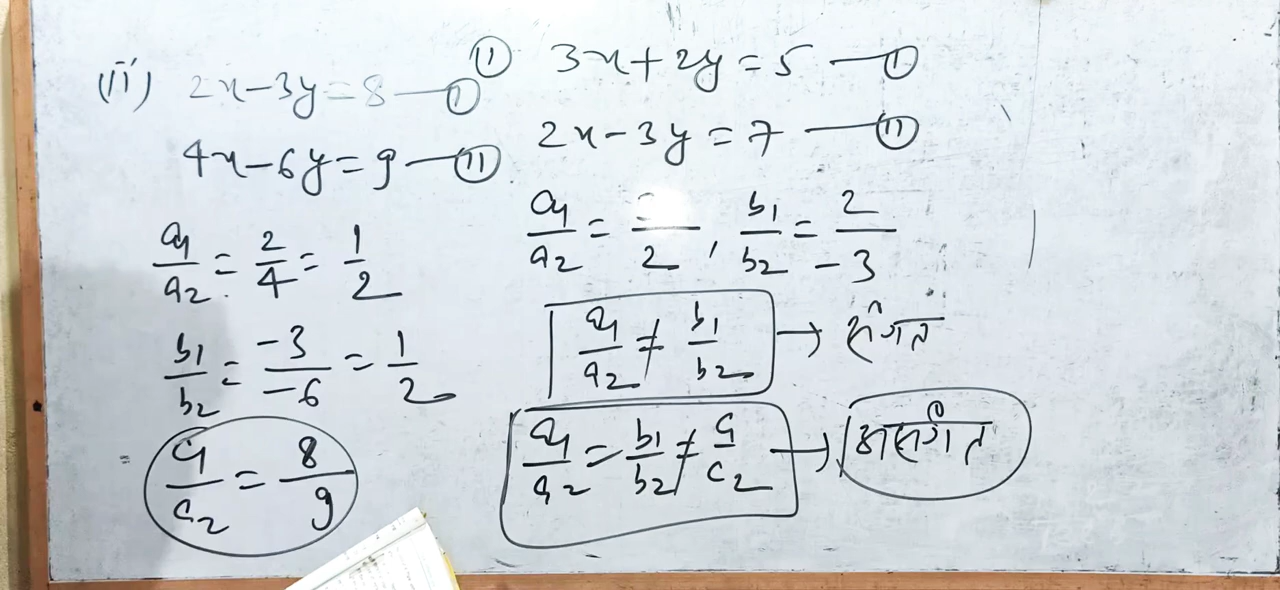 (ii) 2x-3y=8 — (I)
4x-6y=9 — (II)
a1/a2 = 2/4 = 1/2
b1/b2 = -3/-6 = 1/2
c1/c2 = 8/9
(I) 3x+2y=5 — (I)
2x-3y=7 — (II)
a1/a2 = /2, b1/b2 = 2/-3
a1/a2 ≠ b1/b2 → संगत
a1/a2 = b1/b2 ≠ c1/c2 → असंगत